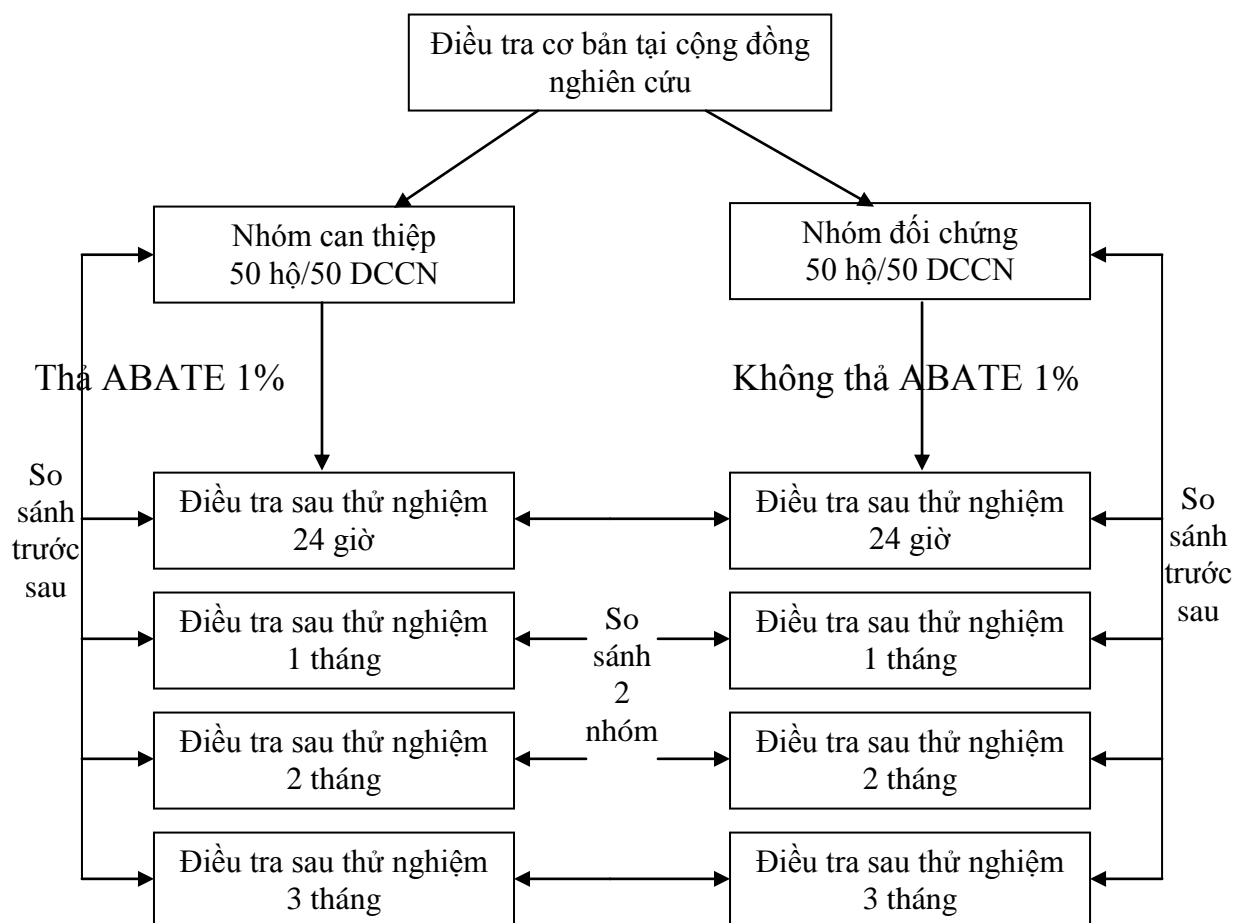 Điều tra cơ bản tại cộng đồng
nghiên cứu
Nhóm can thiệp
50 hộ/50 DCCN
Nhóm đối chứng
50 hộ/50 DCCN
Thả ABATE 1%
Không thả ABATE 1%
So
sánh
trước
sau
Điều tra sau thử nghiệm
24 giờ
Điều tra sau thử nghiệm
24 giờ
So
sánh
trước
sau
Điều tra sau thử nghiệm
1 tháng
So
sánh
2
nhóm
Điều tra sau thử nghiệm
1 tháng
Điều tra sau thử nghiệm
2 tháng
Điều tra sau thử nghiệm
2 tháng
Điều tra sau thử nghiệm
3 tháng
Điều tra sau thử nghiệm
3 tháng